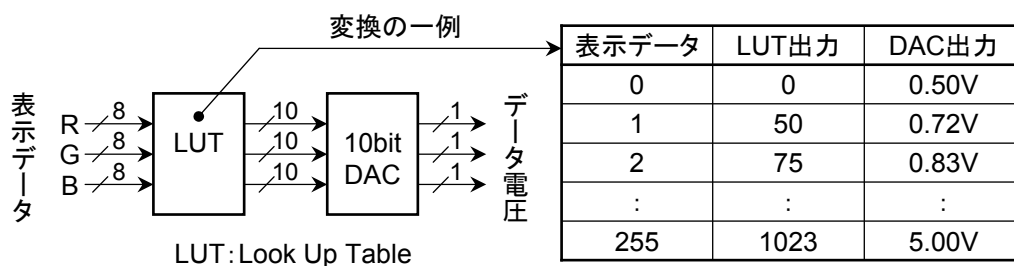 変換の一例
表示データ
R 8 10 1
G 8 LUT 10 10bit DAC 1
B 8 10 1
データ電圧
LUT:Look Up Table
表示データ LUT出力 DAC出力
0 0 0.50V
1 50 0.72V
2 75 0.83V
: : :
255 1023 5.00V